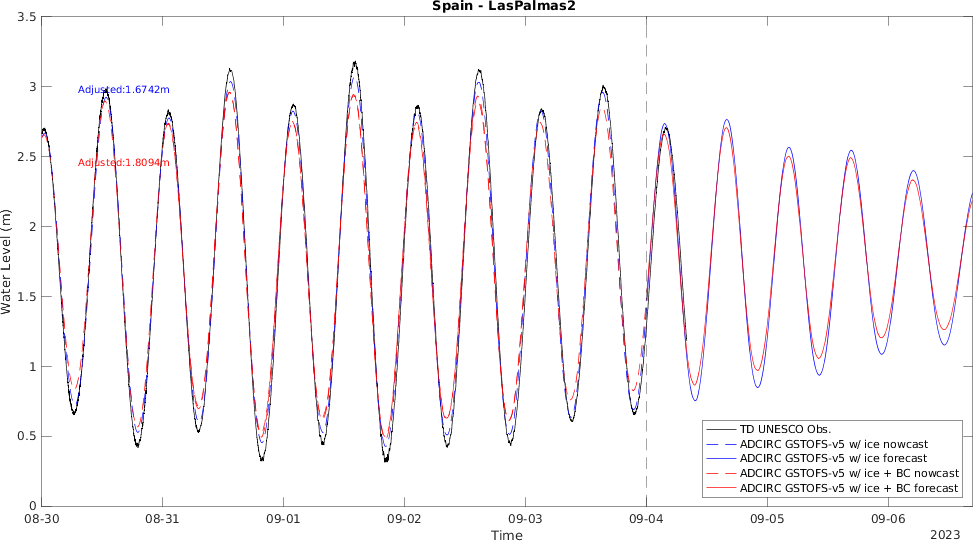 Spain - LasPalmas2
3.5
3
2.5
2
1.5
1
0.5
0
Water Level (m)
Adjusted:1.6742m
Adjusted:1.8094m
TD UNESCO Obs.
ADCIRC GSTOFS-v5 w/ ice nowcast
ADCIRC GSTOFS-v5 w/ ice forecast
ADCIRC GSTOFS-v5 w/ ice + BC nowcast
ADCIRC GSTOFS-v5 w/ ice + BC forecast
08-30 08-31 09-01 09-02 09-03 09-04 09-05 09-06
Time
2023